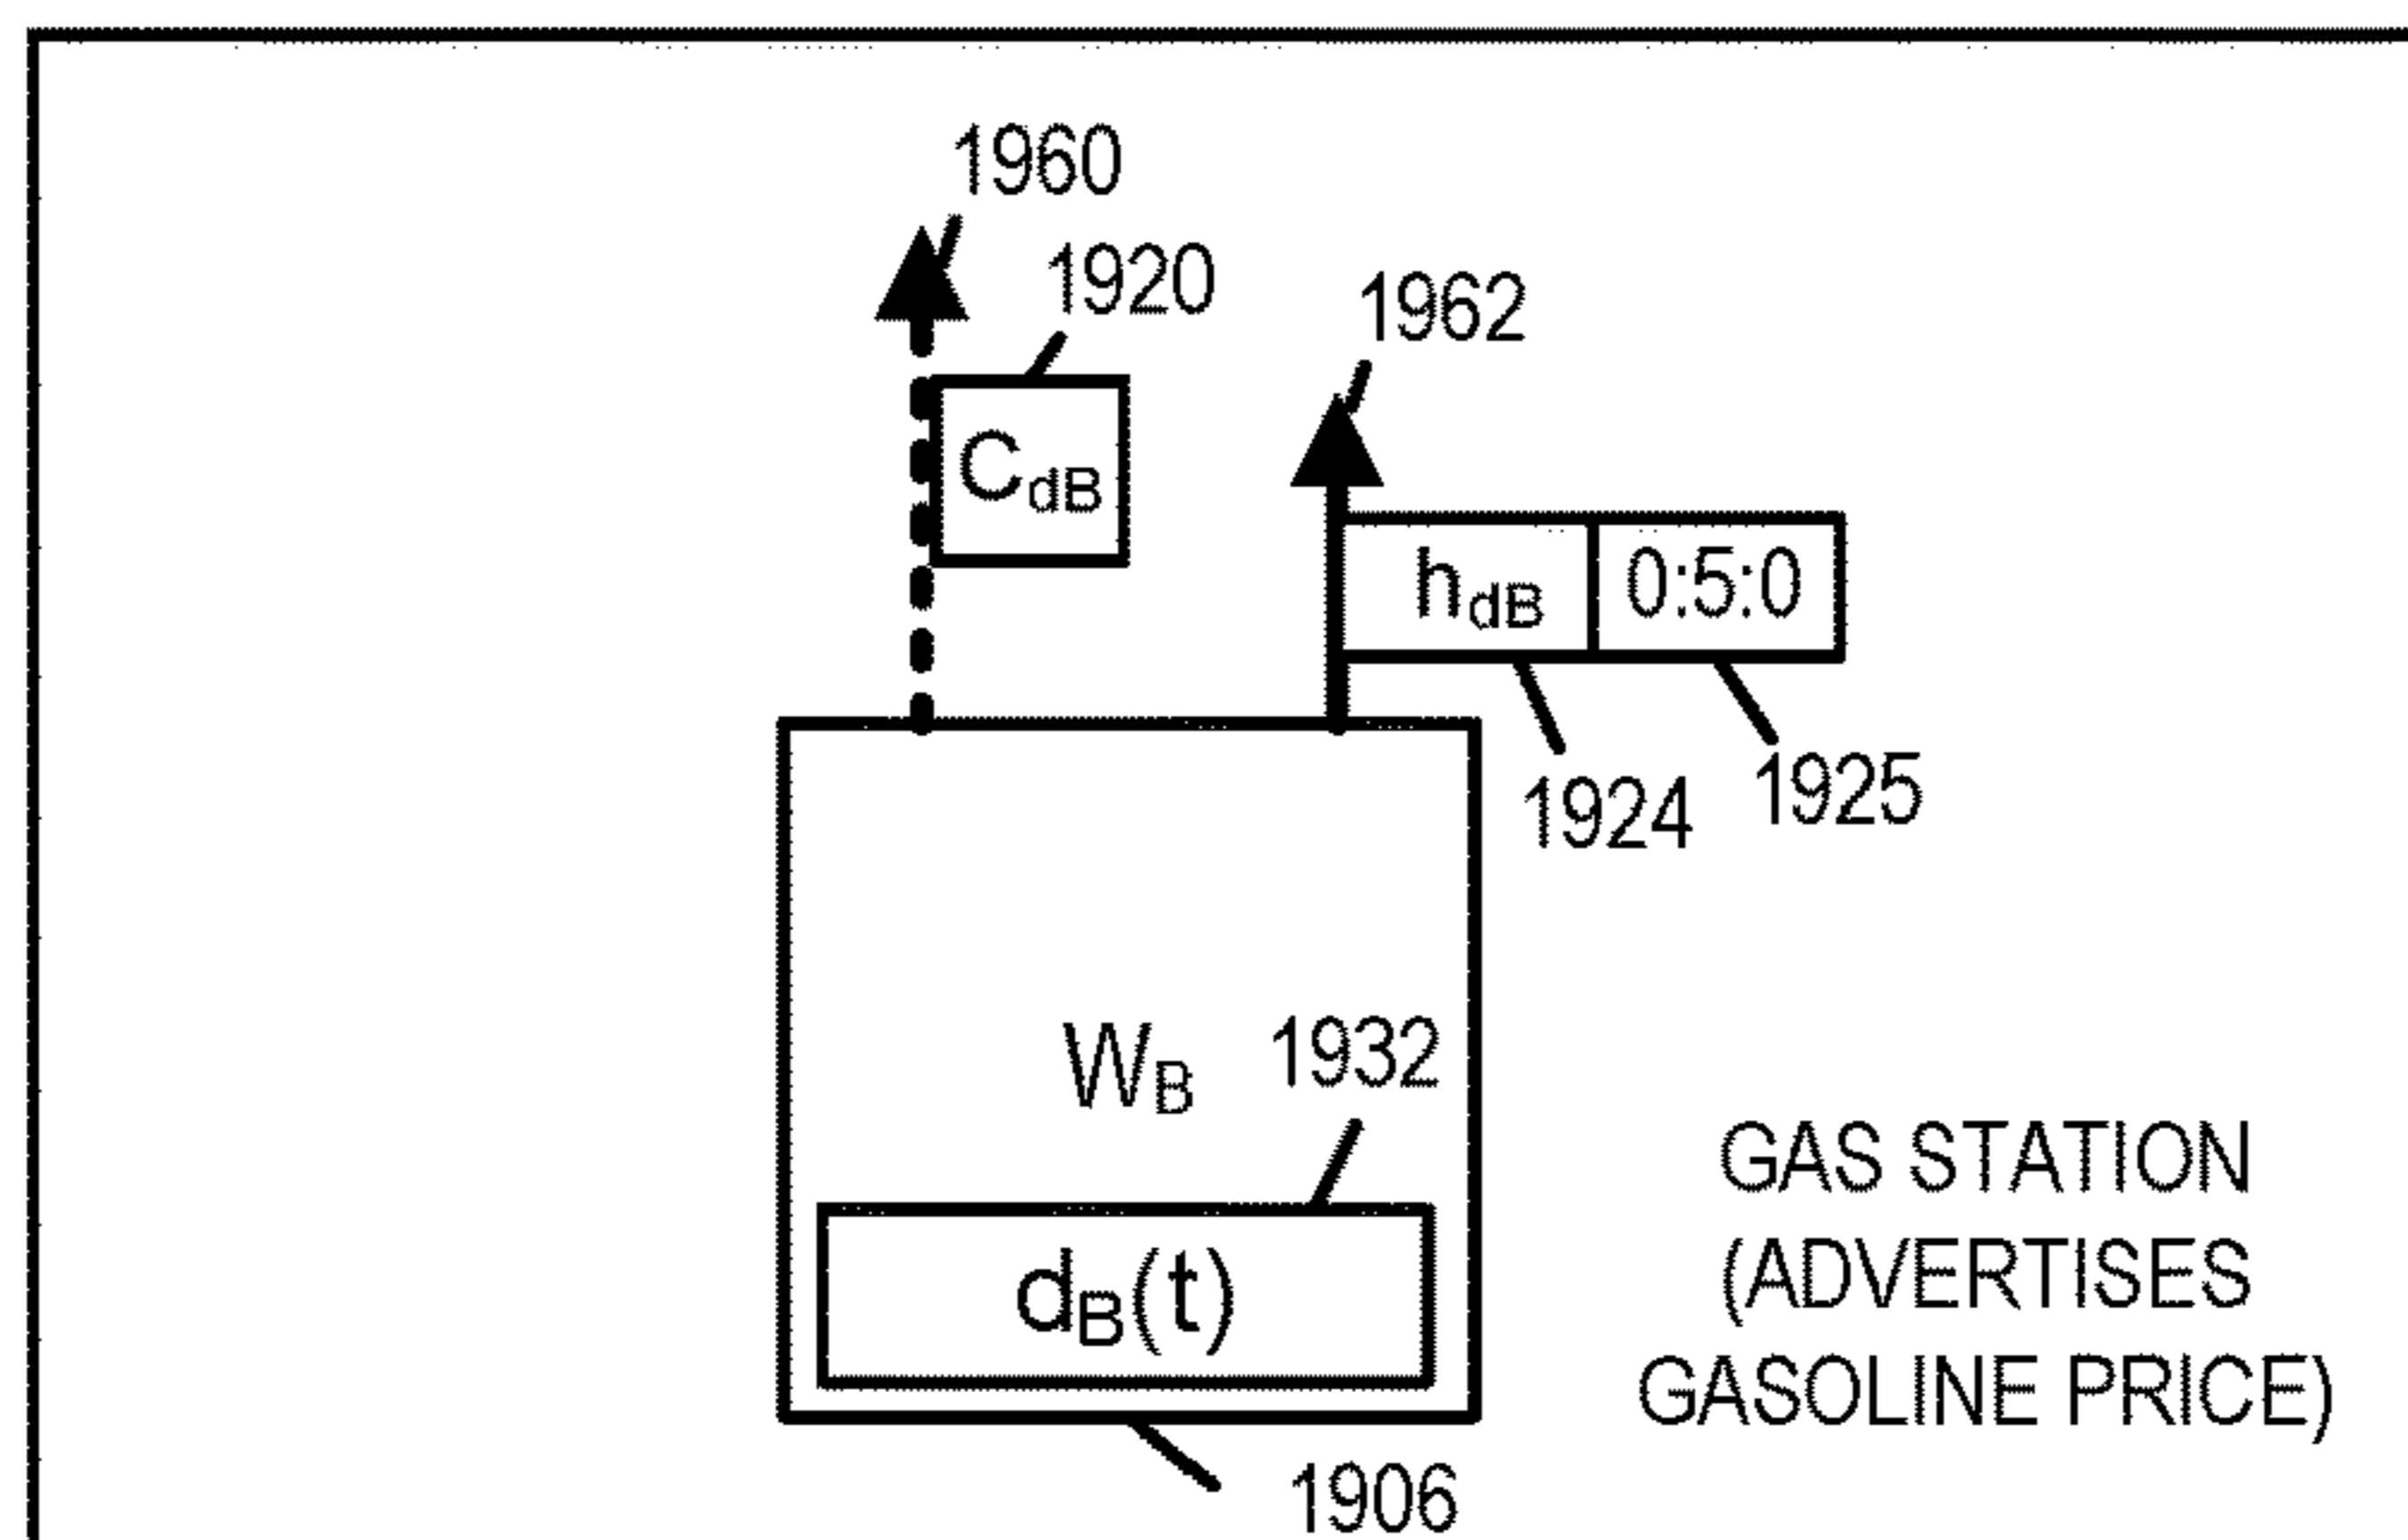 1960
1920
1962
CdB
hdB 0:5:0
1924
1925
WB
1932
dB(t)
GAS STATION
(ADVERTISES
GASOLINE PRICE)
1906